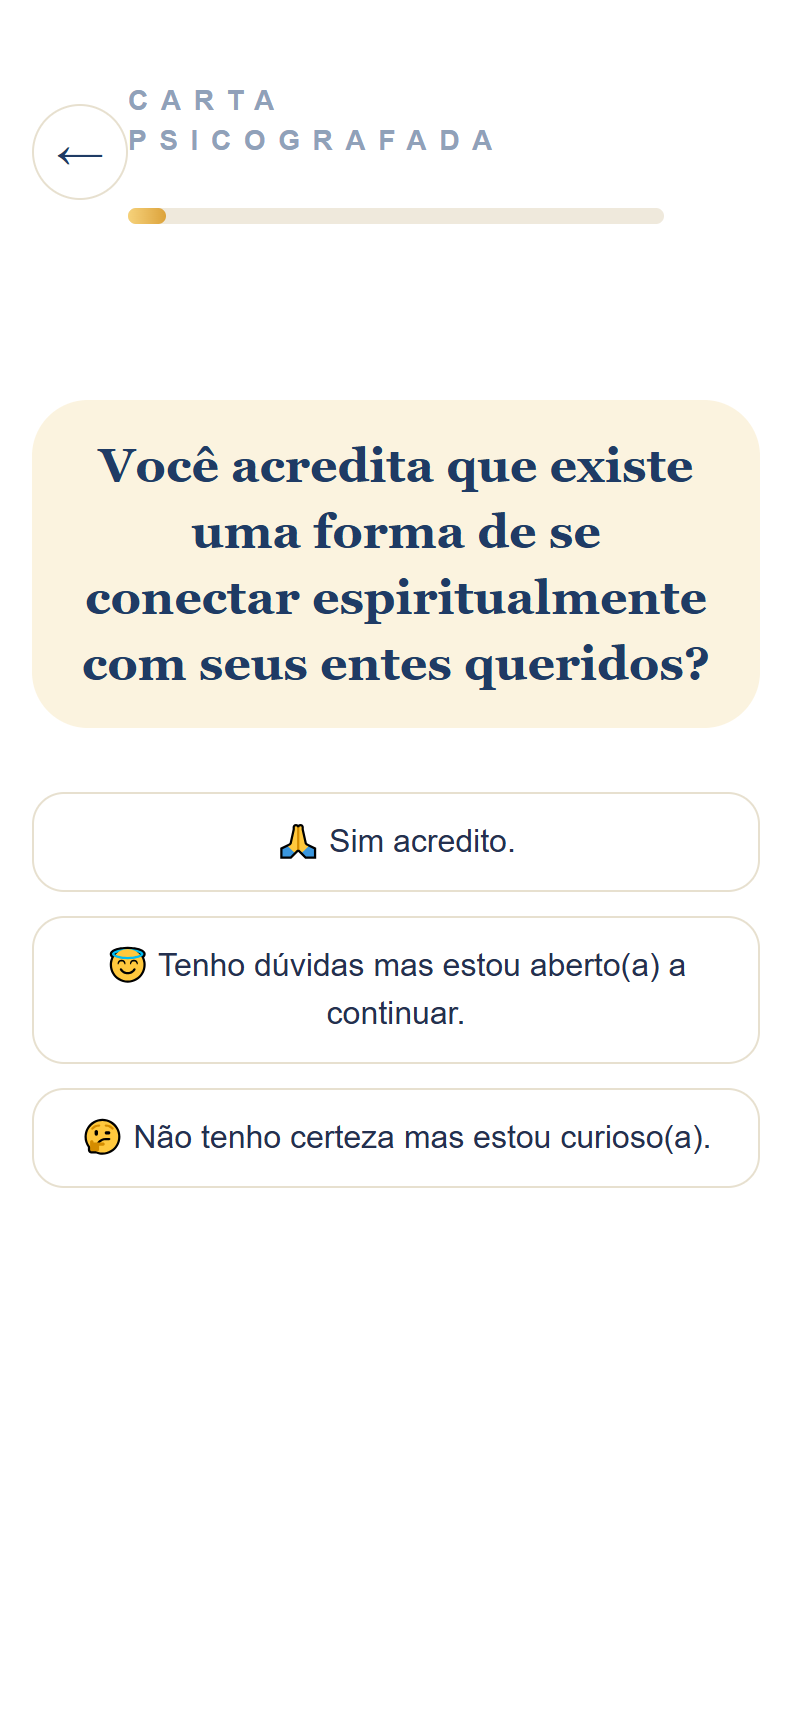 CARTA
PSICOGRAFADA
Você acredita que existe
uma forma de se
conectar espiritualmente
com seus entes queridos?
🙏 Sim acredito.
😇 Tenho dúvidas mas estou aberto(a) a
continuar.
🤔 Não tenho certeza mas estou curioso(a).